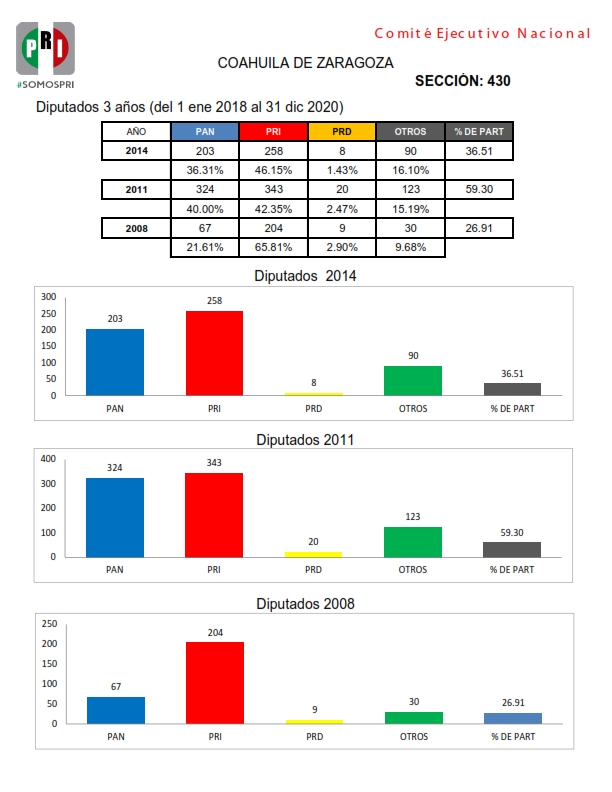 Comité Ejecutivo Nacional
PRI
#SOMOSPRI
COAHUILA DE ZARAGOZA
SECCIÓN: 430
Diputados 3 años (del 1 ene 2018 al 31 dic 2020)
AÑO PAN PRI PRD OTROS % DE PART
2014 203 258 8 90 36.51
36.31% 46.15% 1.43% 16.10%
2011 324 343 20 123 59.30
40.00% 42.35% 2.47% 15.19%
2008 67 204 9 30 26.91
21.61% 65.81% 2.90% 9.68%
Diputados 2014
300
250
200
150
100
50
0
203 258 8 90 36.51
PAN PRI PRD OTROS % DE PART
Diputados 2011
400
300
200
100
0
324 343 20 123 59.30
PAN PRI PRD OTROS % DE PART
Diputados 2008
250
200
150
100
50
0
67 204 9 30 26.91
PAN PRI PRD OTROS % DE PART